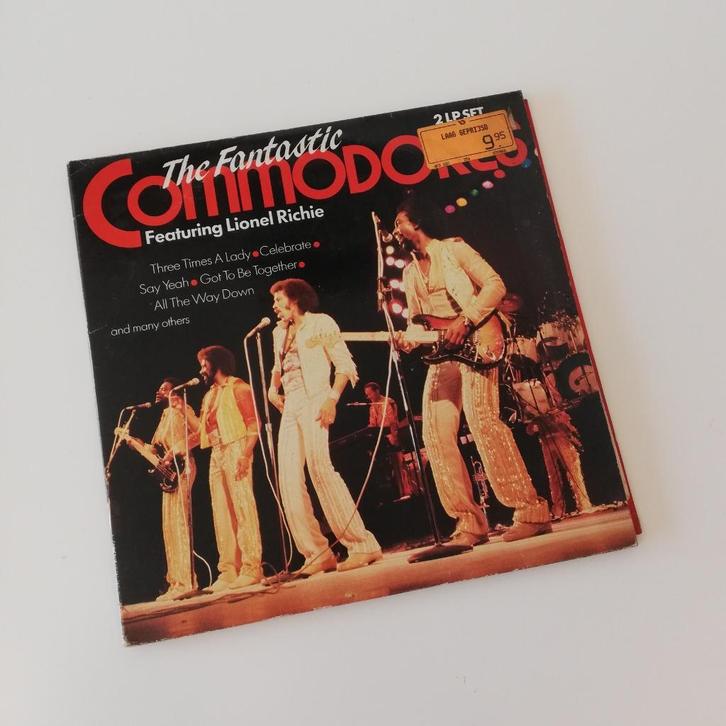 2 LP SET
LAAG GEPRIJSD
9.95
The Fantastic
COMMODORES
Featuring Lionel Richie
Three Times A Lady • Celebrate •
Say Yeah • Got To Be Together •
All The Way Down
and many others